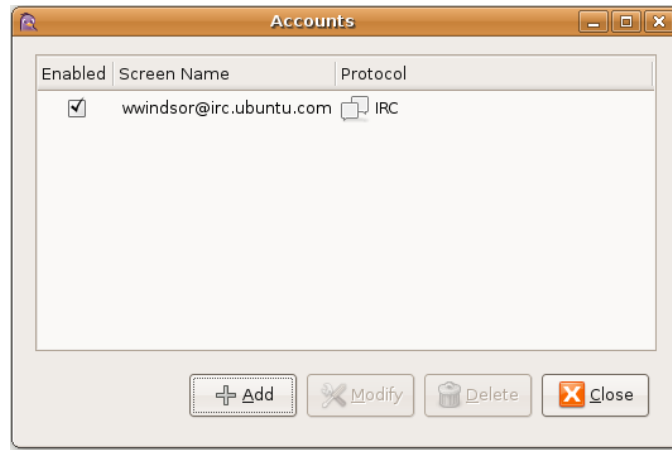 Accounts
Enabled Screen Name Protocol
wwindsor@irc.ubuntu.com IRC
Add Modify Delete Close